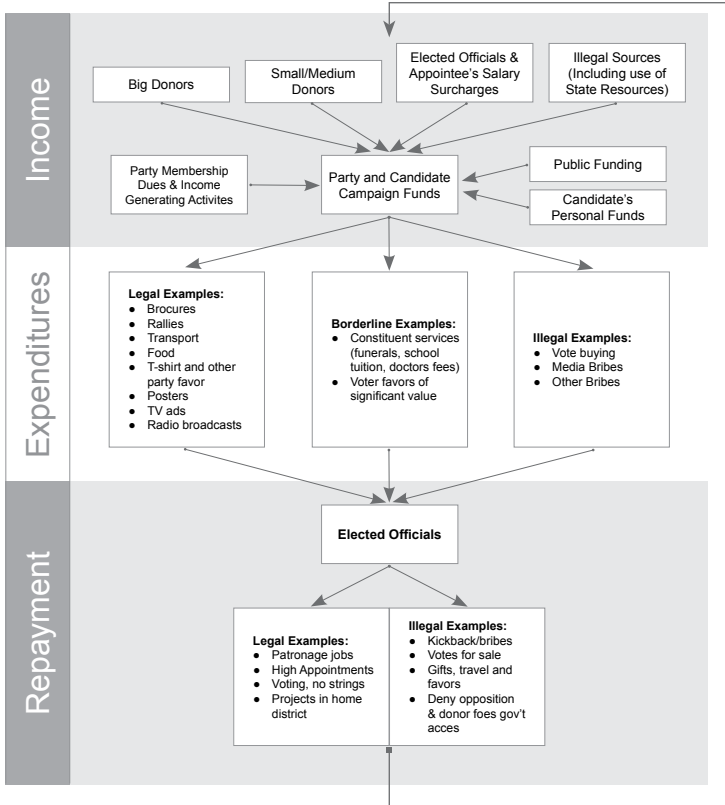 Income
Big Donors
Small/Medium
Donors
Elected Officials &
Appointee's Salary
Surcharges
Illegal Sources
(Including use of
State Resources)
Party Membership
Dues & Income
Generating Activites
Party and Candidate
Campaign Funds
Public Funding
Candidate's
Personal Funds
Expenditures
Legal Examples:
● Brocures
● Rallies
● Transport
● Food
● T-shirt and other
party favor
● Posters
● TV ads
● Radio broadcasts
Borderline Examples:
● Constituent services
(funerals, school
tuition, doctors fees)
● Voter favors of
significant value
Illegal Examples:
● Vote buying
● Media Bribes
● Other Bribes
Repayment
Elected Officials
Legal Examples:
● Patronage jobs
● High Appointments
● Voting, no strings
● Projects in home
district
Illegal Examples:
● Kickback/bribes
● Votes for sale
● Gifts, travel and
favors
● Deny opposition
& donor foes gov't
acces